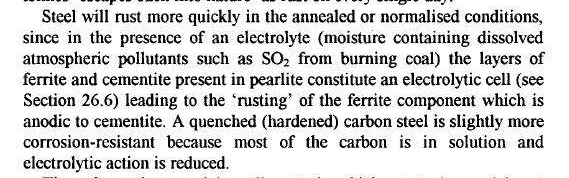 Steel will rust more quickly in the annealed or normalised conditions,
since in the presence of an electrolyte (moisture containing dissolved
atmospheric pollutants such as SO₂ from burning coal) the layers of
ferrite and cementite present in pearlite constitute an electrolytic cell (see
Section 26.6) leading to the ‘rusting’ of the ferrite component which is
anodic to cementite. A quenched (hardened) carbon steel is slightly more
corrosion-resistant because most of the carbon is in solution and
electrolytic action is reduced.